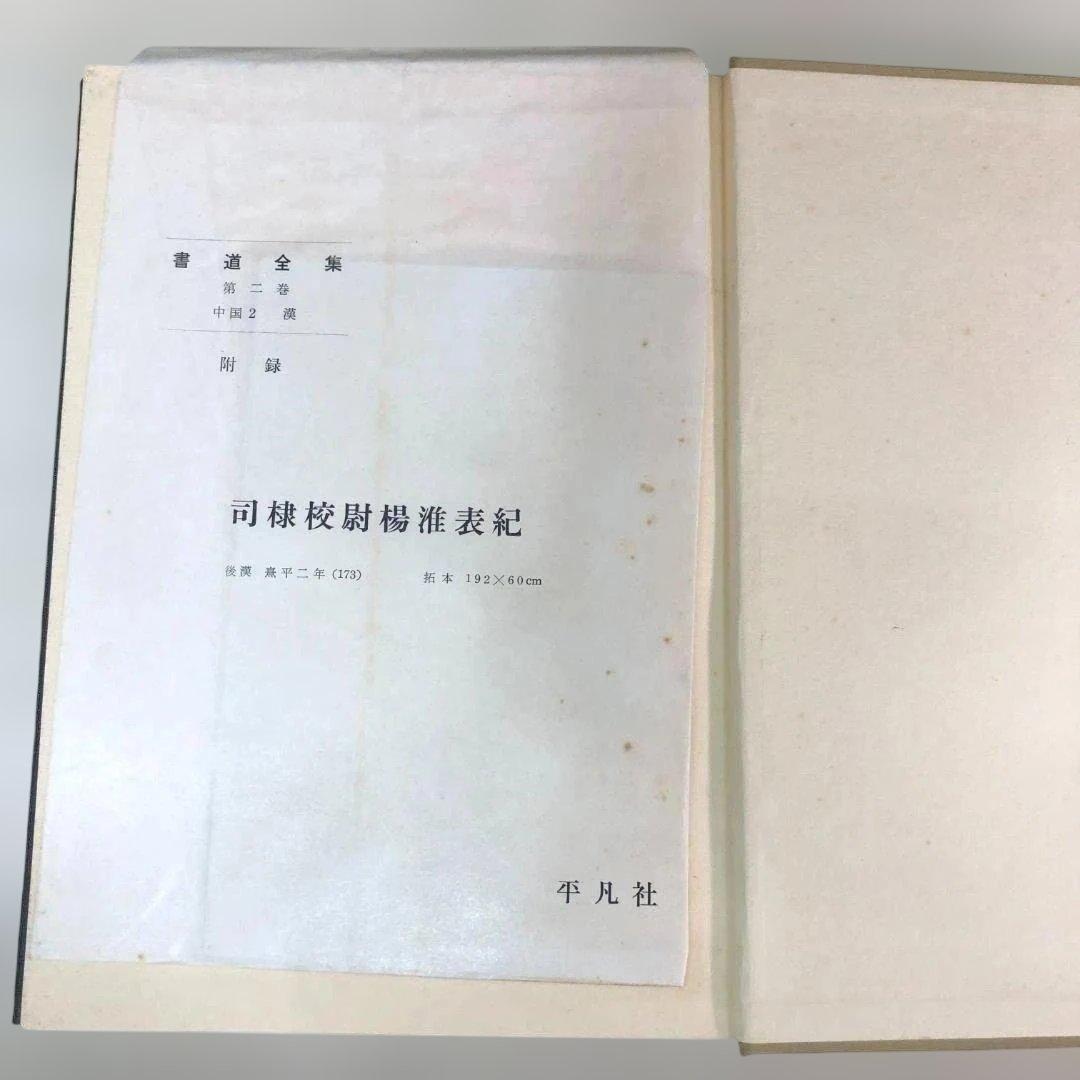 書道全集
第二巻
中国2 漢
附録
司棣校尉楊淮表紀
後漢 熹平二年(173) 拓本 192×60cm
平凡社